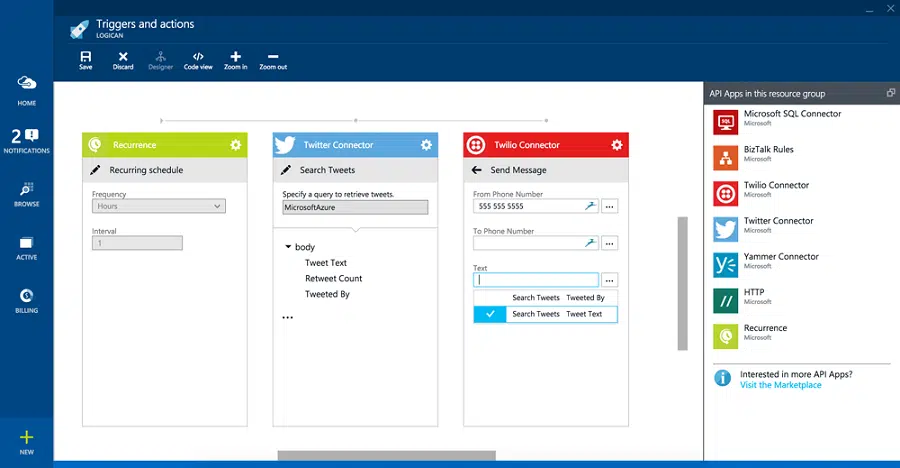 Triggers and actions
LOGICAN
Save
Discard
Designer
Code view
Zoom in
Zoom out
HOME
2
NOTIFICATIONS
BROWSE
ACTIVE
BILLING
NEW
Recurrence
Recurring schedule
Frequency
Hours
Interval
1
Twitter Connector
Search Tweets
Specify a query to retrieve tweets.
MicrosoftAzure
body
Tweet Text
Retweet Count
Tweeted By
...
Twilio Connector
Send Message
From Phone Number
555 555 5555
...
To Phone Number
...
Text
...
Search Tweets Tweeted By
Search Tweets Tweet Text
API Apps in this resource group
SQL
Microsoft SQL Connector
Microsoft
BizTalk Rules
Microsoft
Twilio Connector
Microsoft
Twitter Connector
Microsoft
Yammer Connector
Microsoft
HTTP
Microsoft
Recurrence
Microsoft
Interested in more API Apps?
Visit the Marketplace